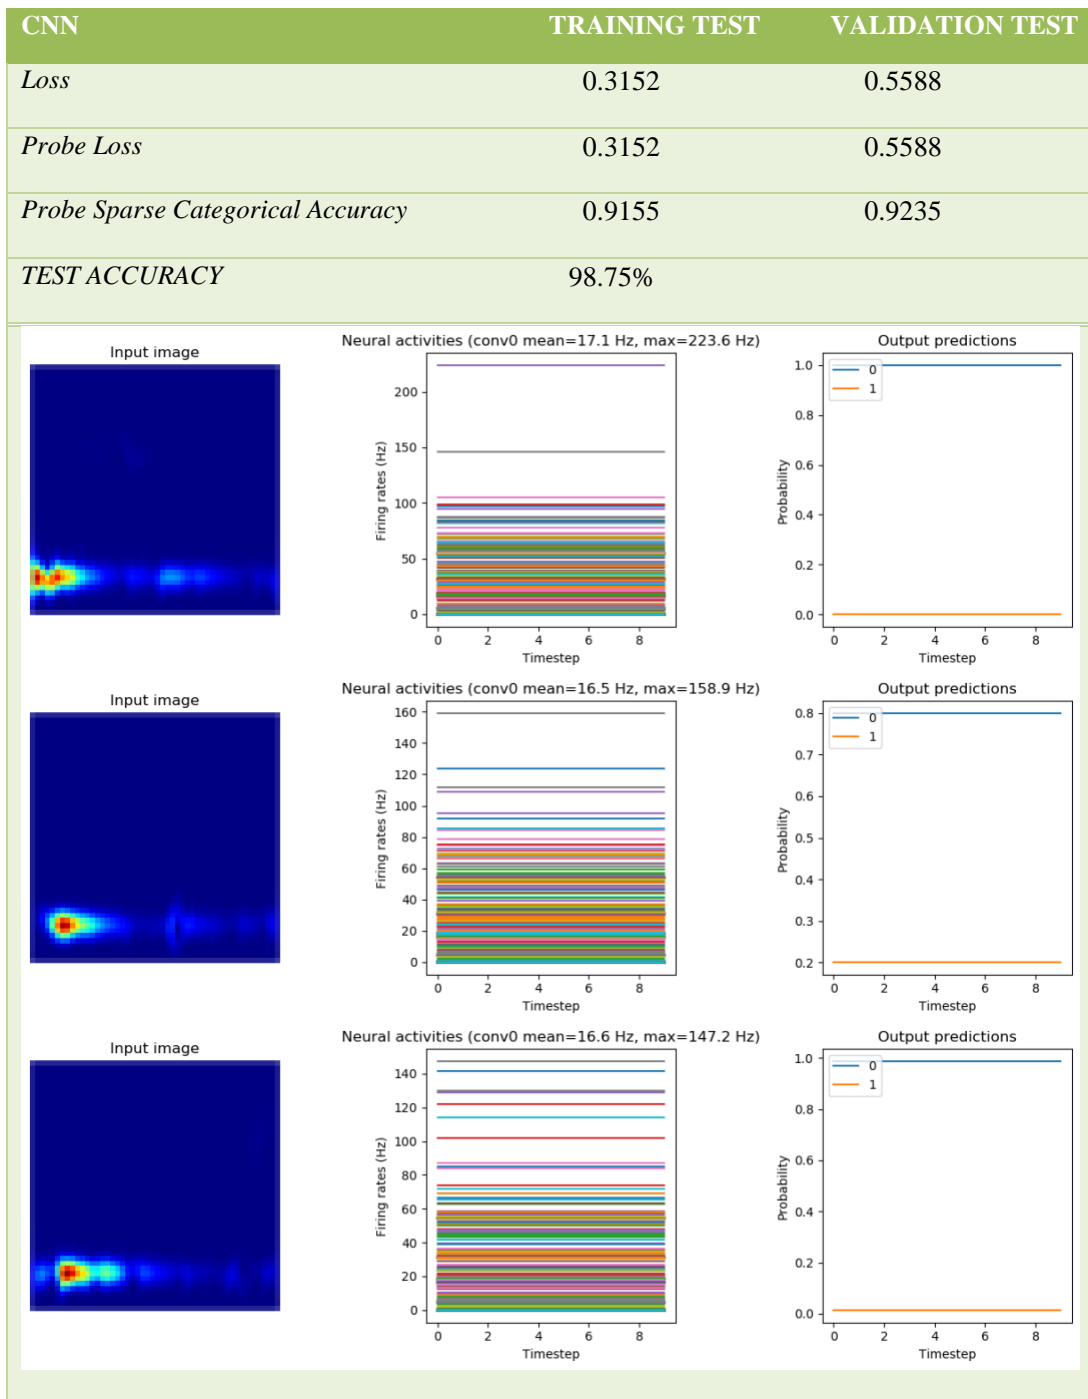 CNN TRAINING TEST VALIDATION TEST
Loss 0.3152 0.5588
Probe Loss 0.3152 0.5588
Probe Sparse Categorical Accuracy 0.9155 0.9235
TEST ACCURACY 98.75%
Input image
Neural activities (conv0 mean=17.1 Hz, max=223.6 Hz)
Firing rates (Hz)
200
150
100
50
0
0 2 4 6 8
Timestep
Output predictions
0
1
Probability
1.0
0.8
0.6
0.4
0.2
0.0
0 2 4 6 8
Timestep
Input image
Neural activities (conv0 mean=16.5 Hz, max=158.9 Hz)
Firing rates (Hz)
160
140
120
100
80
60
40
20
0
0 2 4 6 8
Timestep
Output predictions
0
1
Probability
0.8
0.7
0.6
0.5
0.4
0.3
0.2
0 2 4 6 8
Timestep
Input image
Neural activities (conv0 mean=16.6 Hz, max=147.2 Hz)
Firing rates (Hz)
140
120
100
80
60
40
20
0
0 2 4 6 8
Timestep
Output predictions
0
1
Probability
1.0
0.8
0.6
0.4
0.2
0.0
0 2 4 6 8
Timestep